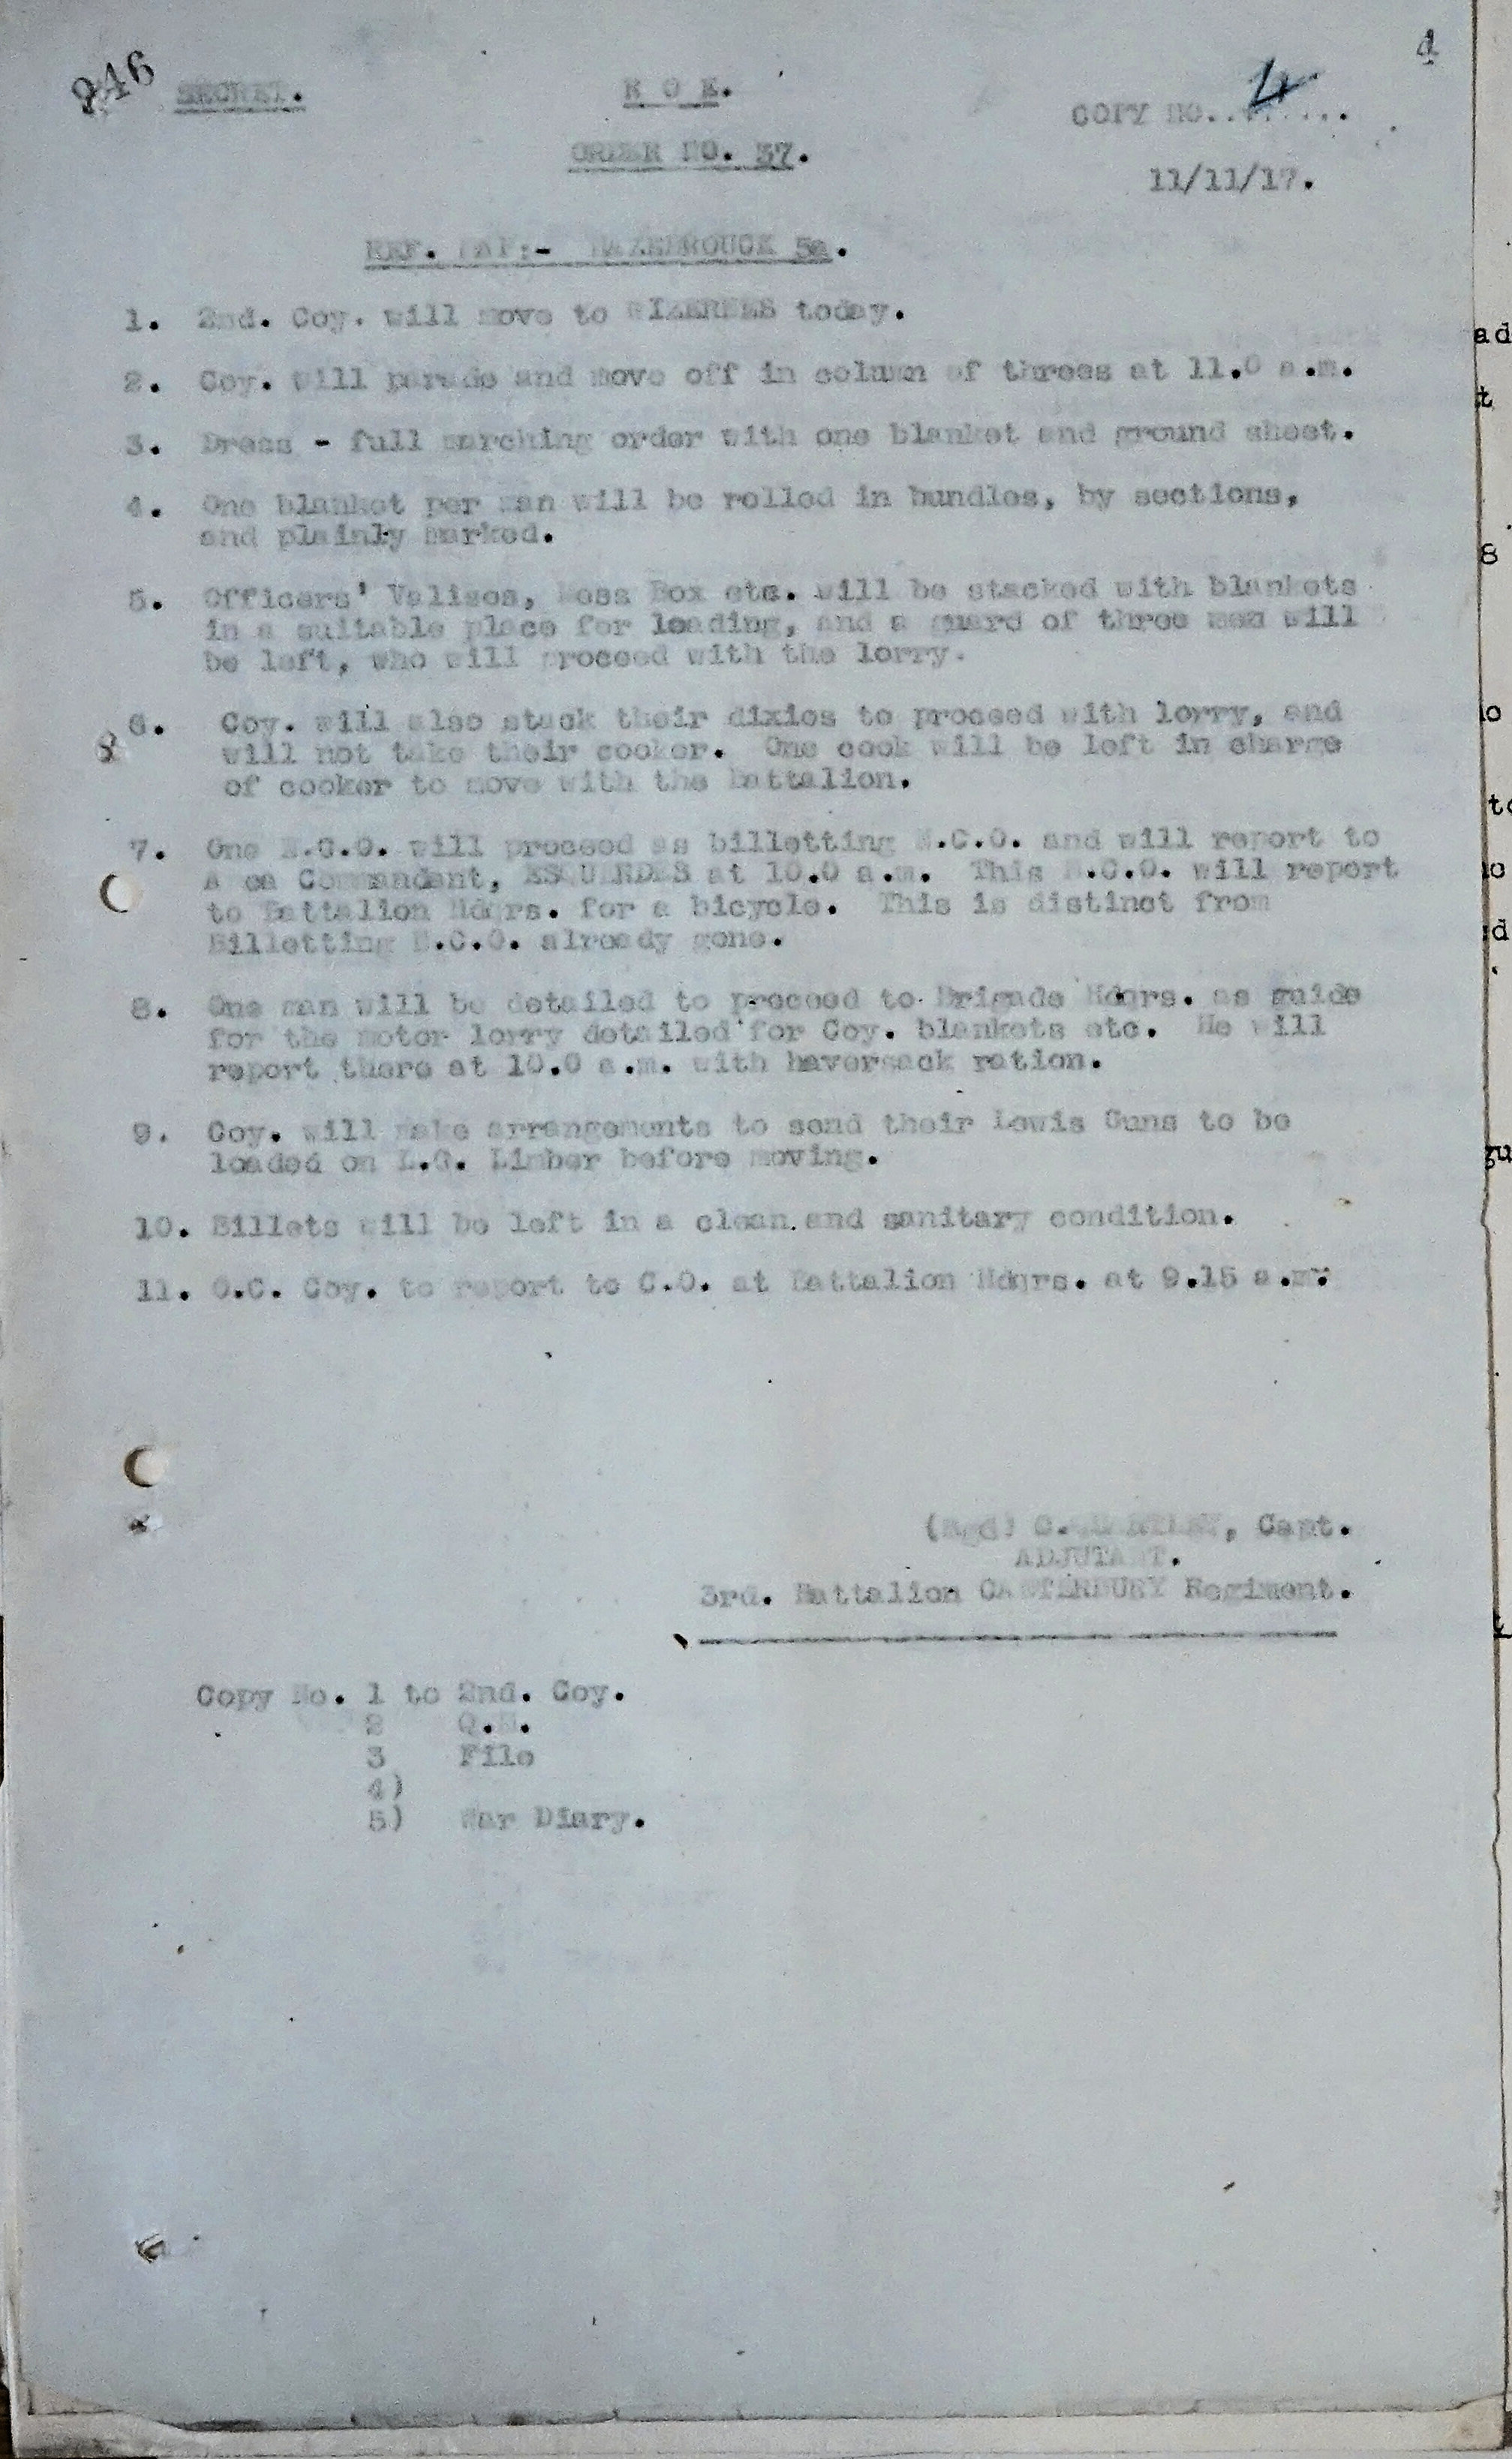 246
4
SECRET.
R O E.
COPY NO. 4
ORDER NO. 37.
11/11/17.
REF. MAP:- HAZEBROUCK 5a.
1. 2nd. Coy. will move to WIZERNES today.
2. Coy. will parade and move off in column of threes at 11.0 a.m.
3. Dress - full marching order with one blanket and ground sheet.
4. One blanket per man will be rolled in bundles, by sections,
and plainly marked.
5. Officers' Valises, Mess Box etc. will be stacked with blankets
in a suitable place for loading, and a guard of three men will
be left, who will proceed with the lorry.
6. Coy. will also stack their dixies to proceed with lorry, and
will not take their cooker. One cook will be left in charge
of cooker to move with the Battalion.
7. One N.C.O. will proceed as billetting N.C.O. and will report to
Area Commandant, ESQUERDES at 10.0 a.m. This N.C.O. will report
to Battalion Hdqrs. for a bicycle. This is distinct from
Billetting N.C.O. already gone.
8. One man will be detailed to proceed to Brigade Hdqrs. as guide
for the motor lorry detailed for Coy. blankets etc. He will
report there at 10.0 a.m. with haversack ration.
9. Coy. will make arrangements to send their Lewis Guns to be
loaded on L.G. Limber before moving.
10. Billets will be left in a clean and sanitary condition.
11. O.C. Coy. to report to C.O. at Battalion Hdqrs. at 9.15 a.m.
(Sgd) C., Capt.
ADJUTANT.
3rd. Battalion CANTERBURY Regiment.
Copy No. 1 to 2nd. Coy.
2 Q.M.
3 File
4)
5) War Diary.